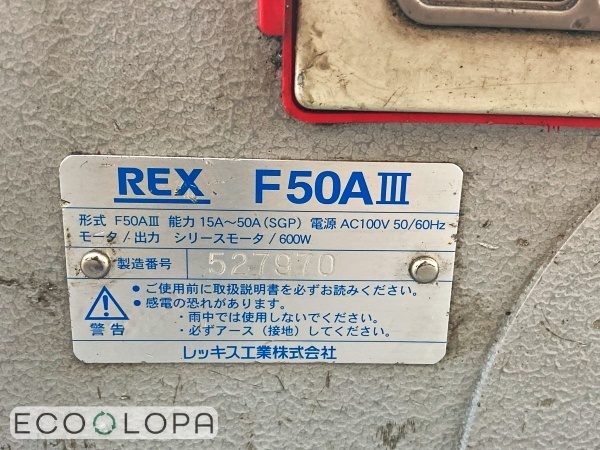 REX F50AⅢ
形式 F50AⅢ 能力 15A～50A(SGP) 電源 AC100V 50/60Hz
モータ/出力 シリースモータ/600W
製造番号 527970
警告
● ご使用前に取扱説明書を必ずお読みください。
● 感電の恐れがあります。
・雨中では使用しないでください。
・必ずアース(接地)してください。
レッキス工業株式会社
ECOOLOPA